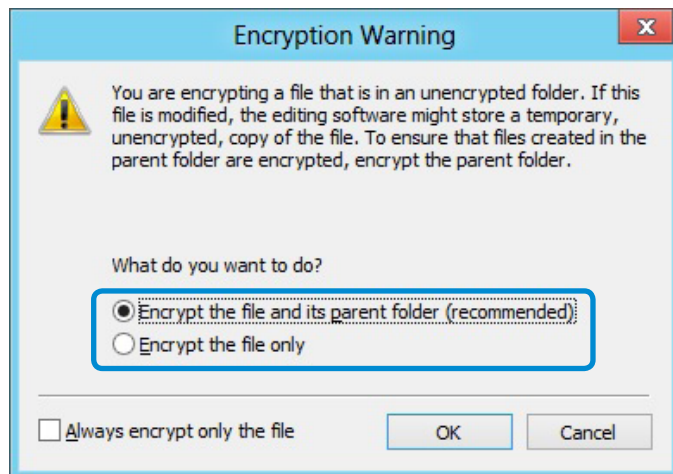 Encryption Warning
x
You are encrypting a file that is in an unencrypted folder. If this
file is modified, the editing software might store a temporary,
unencrypted, copy of the file. To ensure that files created in the
parent folder are encrypted, encrypt the parent folder.
What do you want to do?
Encrypt the file and its parent folder (recommended)
Encrypt the file only
Always encrypt only the file
OK
Cancel